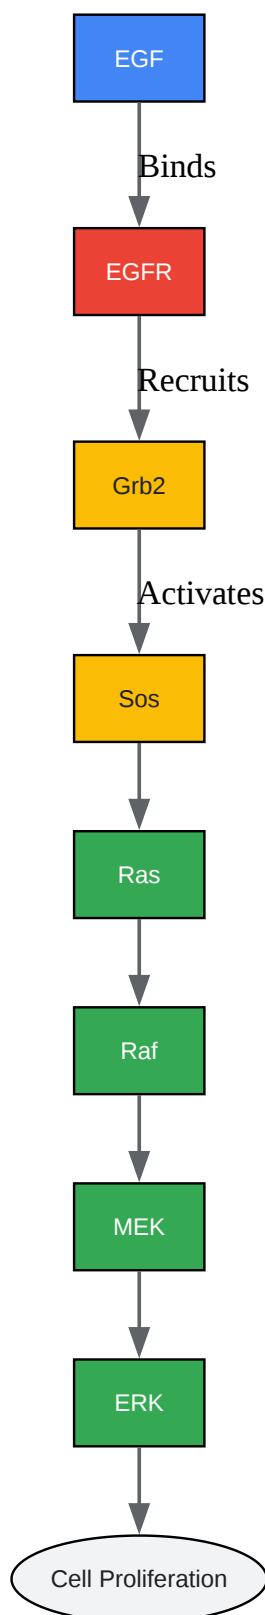 EGF
Binds
EGFR
Recruits
Grb2
Activates
Sos
Ras
Raf
MEK
ERK
Cell Proliferation